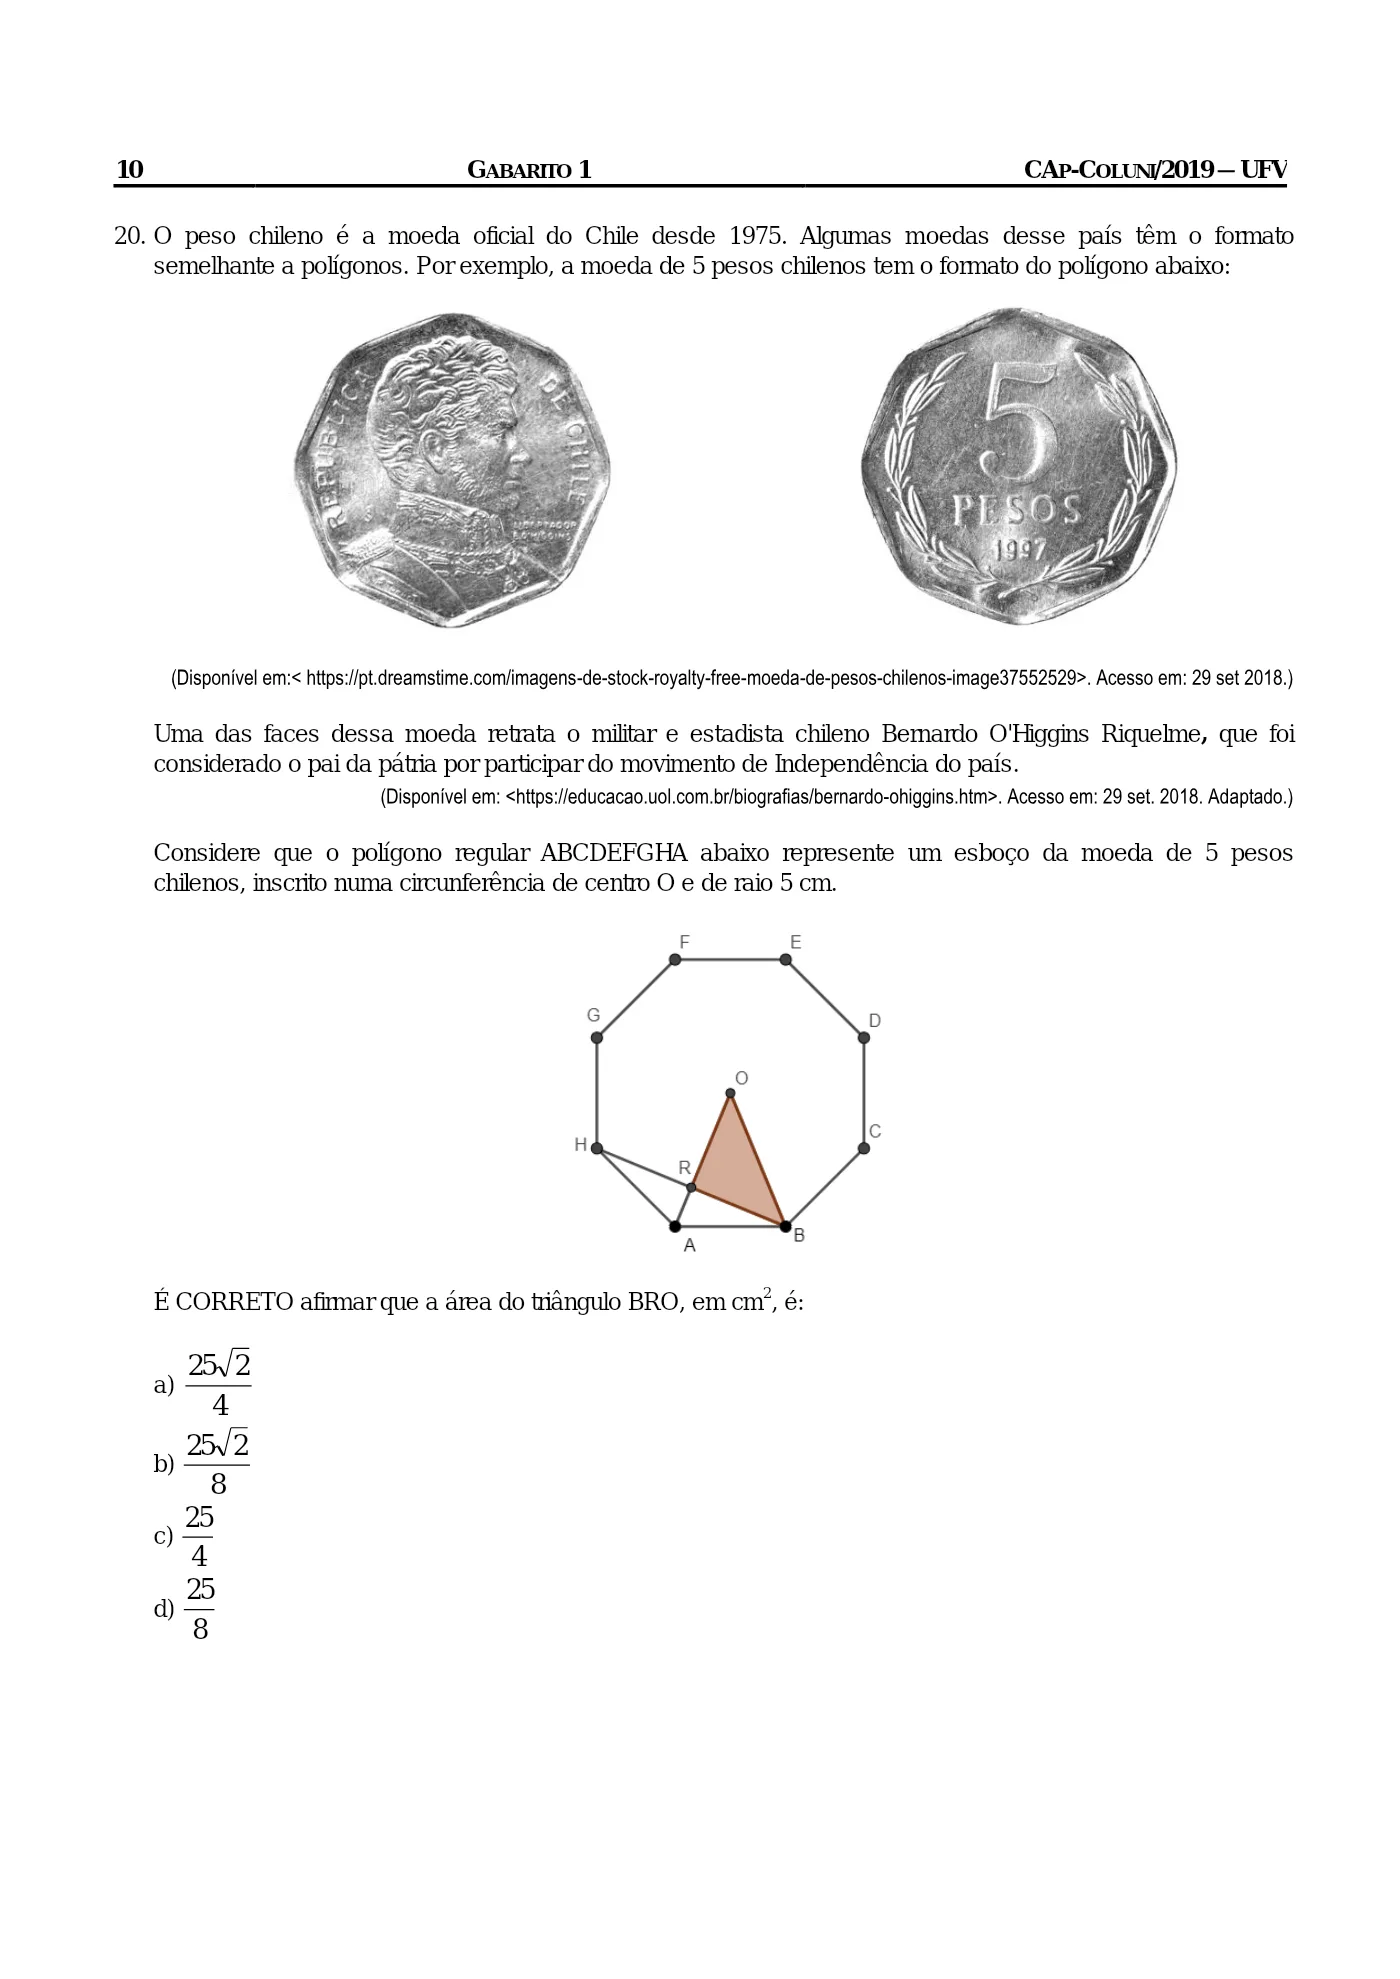 10 GABARITO 1 CAP-COLUNI/2019 — UFV
20. O peso chileno é a moeda oficial do Chile desde 1975. Algumas moedas desse país têm o formato
semelhante a polígonos. Por exemplo, a moeda de 5 pesos chilenos tem o formato do polígono abaixo:
REPUBLICA DE CHILE
5
PESOS
1997
(Disponível em:< https://pt.dreamstime.com/imagens-de-stock-royalty-free-moeda-de-pesos-chilenos-image37552529>. Acesso em: 29 set 2018.)
Uma das faces dessa moeda retrata o militar e estadista chileno Bernardo O'Higgins Riquelme, que foi
considerado o pai da pátria por participar do movimento de Independência do país.
(Disponível em: <https://educacao.uol.com.br/biografias/bernardo-ohiggins.htm>. Acesso em: 29 set. 2018. Adaptado.)
Considere que o polígono regular ABCDEFGHA abaixo represente um esboço da moeda de 5 pesos
chilenos, inscrito numa circunferência de centro O e de raio 5 cm.
F E
G D
O
H C
R
A B
É CORRETO afirmar que a área do triângulo BRO, em cm², é:
a) 25√2/4
b) 25√2/8
c) 25/4
d) 25/8